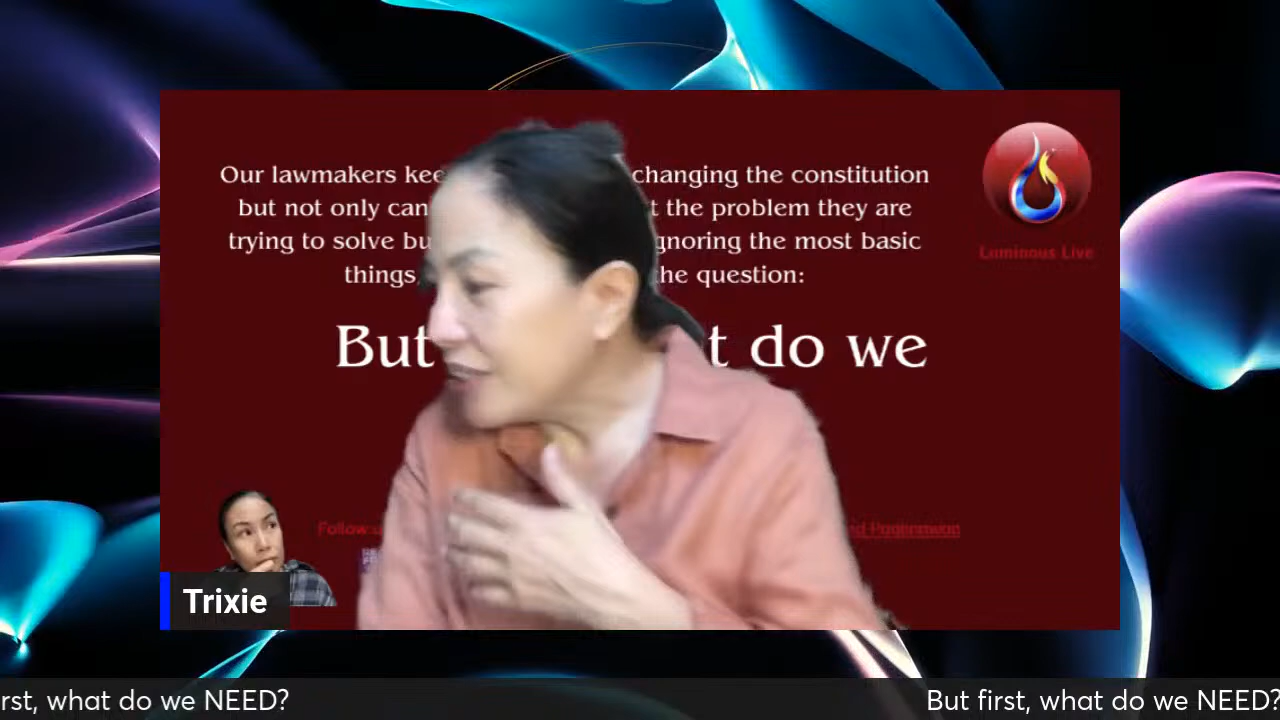 Our lawmakers kee changing the constitution
but not only can t the problem they are
trying to solve bu gnoring the most basic
things, he question:
But t do we
Luminous Live
Follow
Trixie
rst, what do we NEED? But first, what do we NEED?